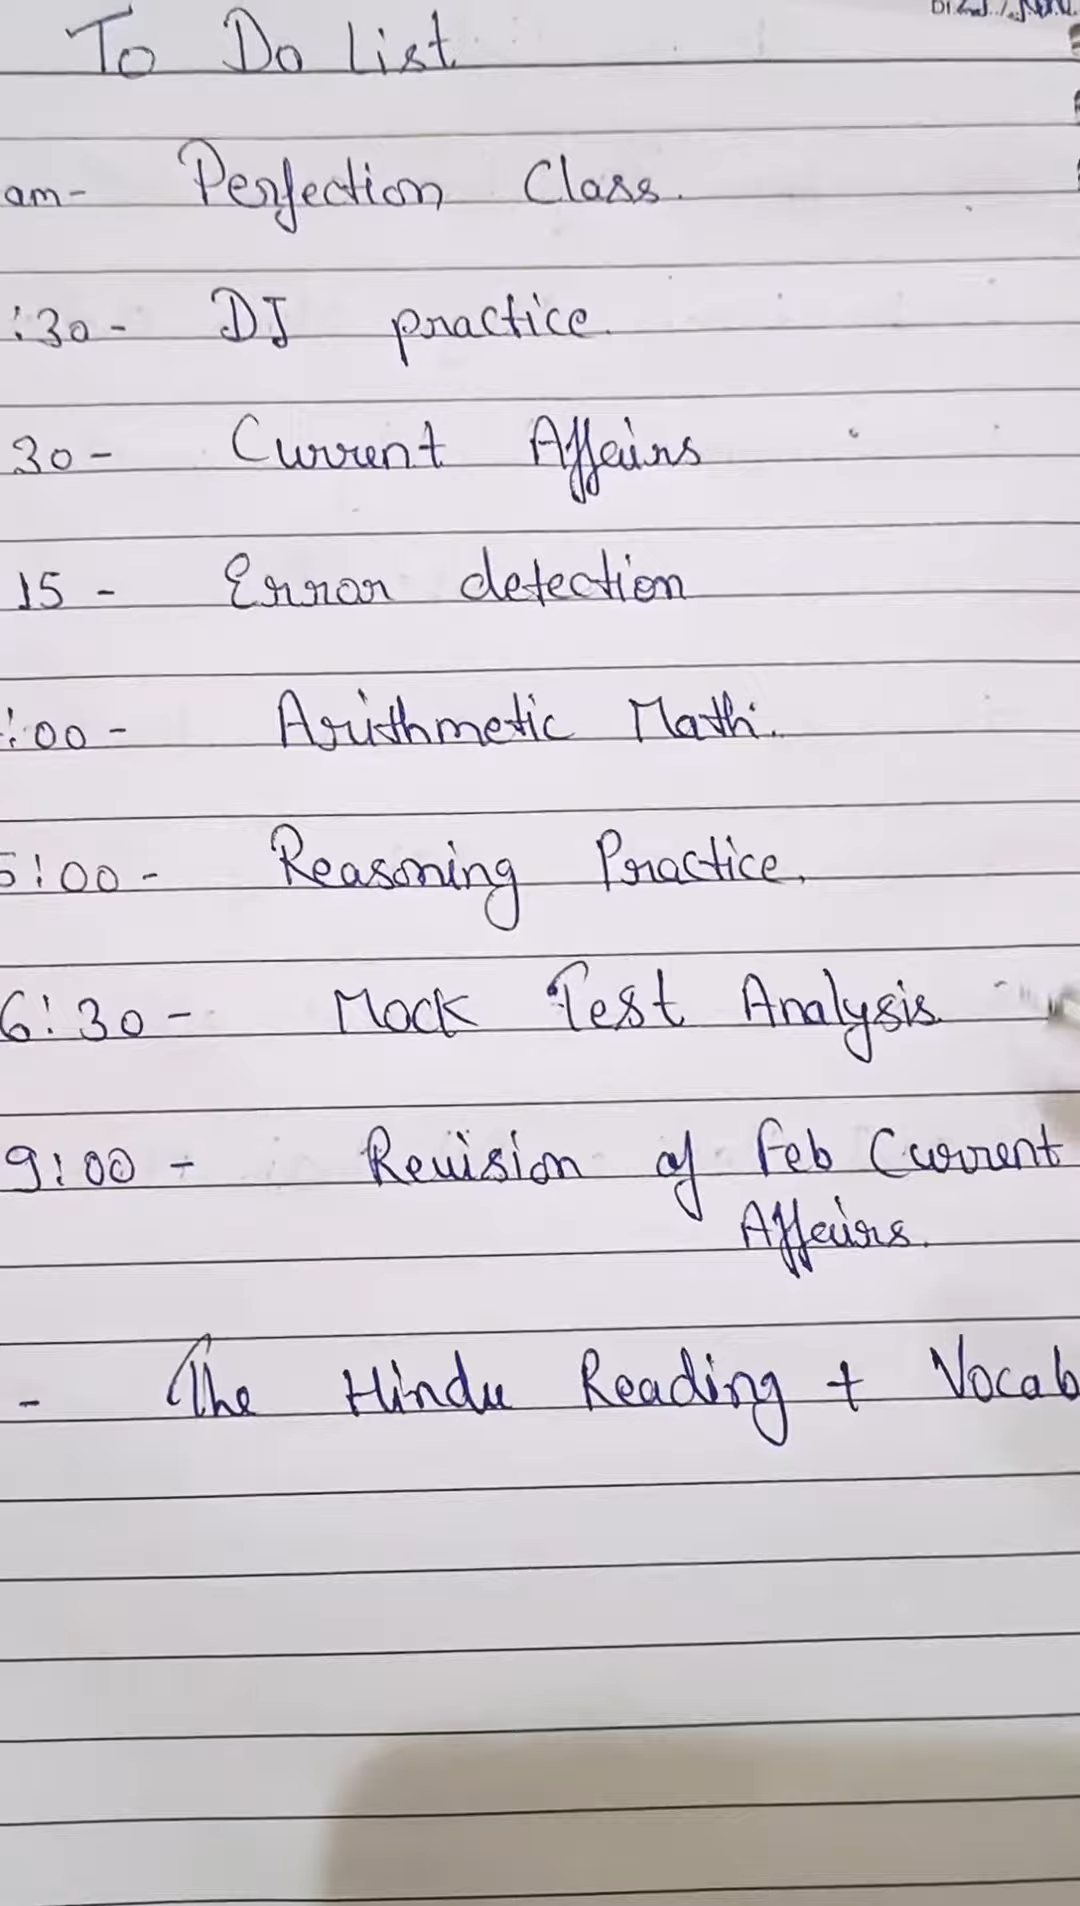 To Do list
am- Perfection Class.
:30- DI practice.
30- Current Affairs
15- Error detection
:00- Arithmetic Math.
5:00- Reasoning Practice.
6:30- Mock Test Analysis.
9:00- Revision of Feb Current
Affairs.
- The Hindu Reading + Vocab